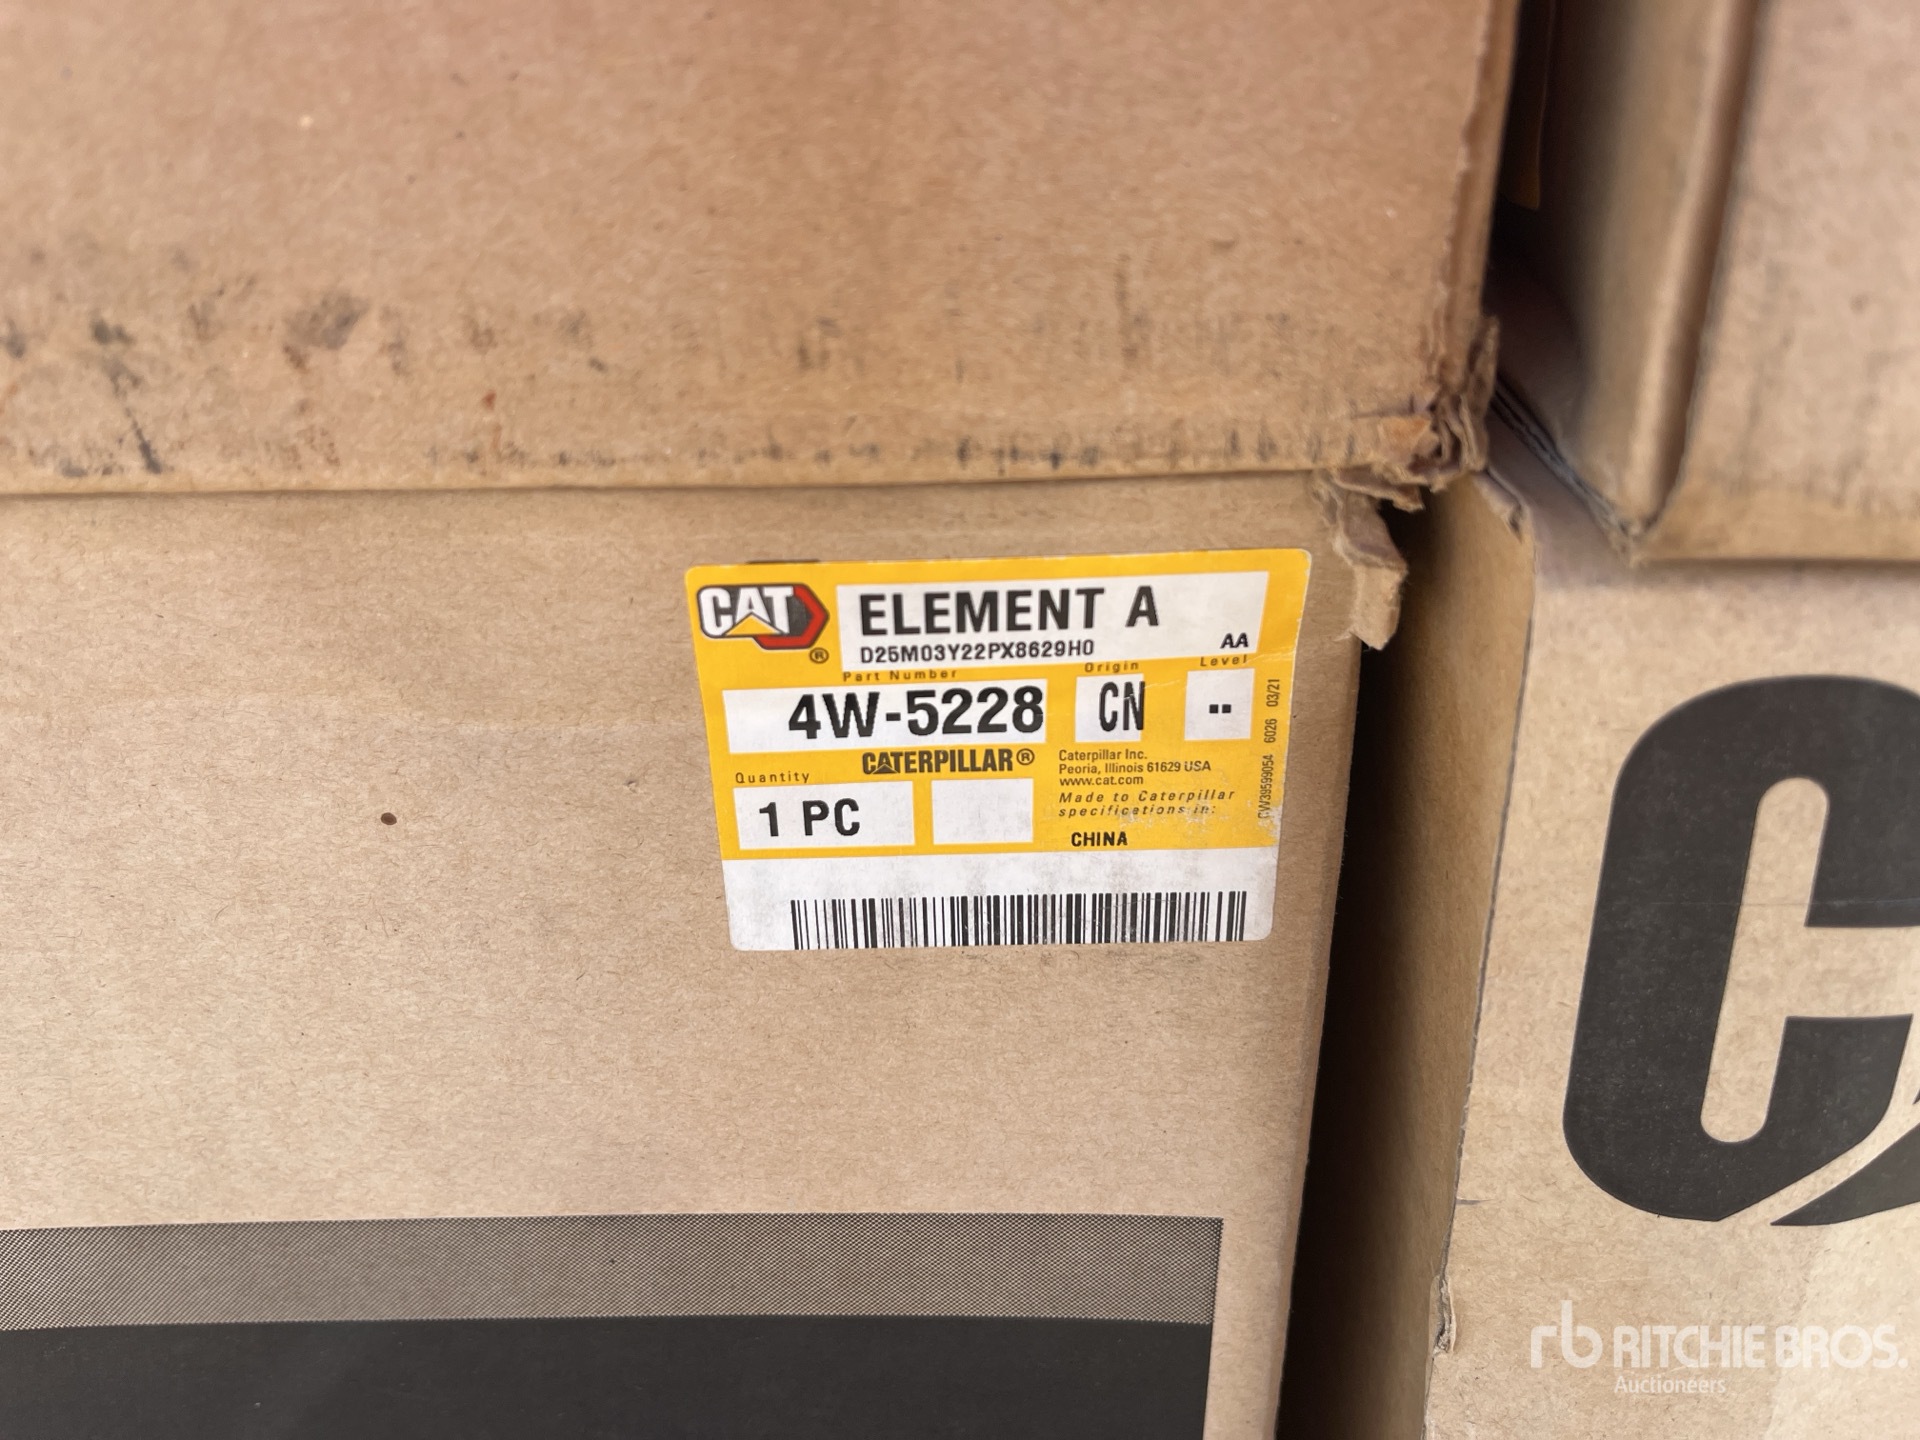 CAT
®
ELEMENT A
D25M03Y22PX8629H0
AA
Part Number
Origin
Level
4W-5228
CN
--
CATERPILLAR®
Quantity
1 PC
Caterpillar Inc.
Peoria, Illinois 61629 USA
www.cat.com
Made to Caterpillar
specifications in:
CHINA
6026 03/21
rb RITCHIE BROS.
Auctioneers